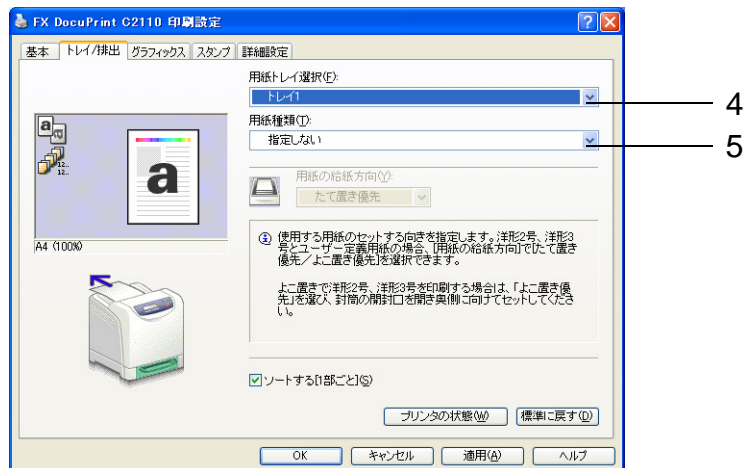 FX DocuPrint C2110 印刷設定
基本 トレイ/排出 グラフィックス スタンプ 詳細設定
用紙トレイ選択(F):
トレイ1
4
用紙種類(T):
指定しない
5
用紙の給紙方向(Y):
たて置き優先
a
a
12..
12..
a
A4 (100%)
使用する用紙のセットする向きを指定します。洋形2号、洋形3
号とユーザー定義用紙の場合、[用紙の給紙方向]で[たて置き
優先/よこ置き優先]を選択できます。
よこ置きで洋形2号、洋形3号を印刷する場合は、「よこ置き優
先」を選び、封筒の開封口を開き奥側に向けてセットしてくださ
い。
ソートする[1部ごと](S)
プリンタの状態(W) 標準に戻す(D)
OK キャンセル 適用(A) ヘルプ